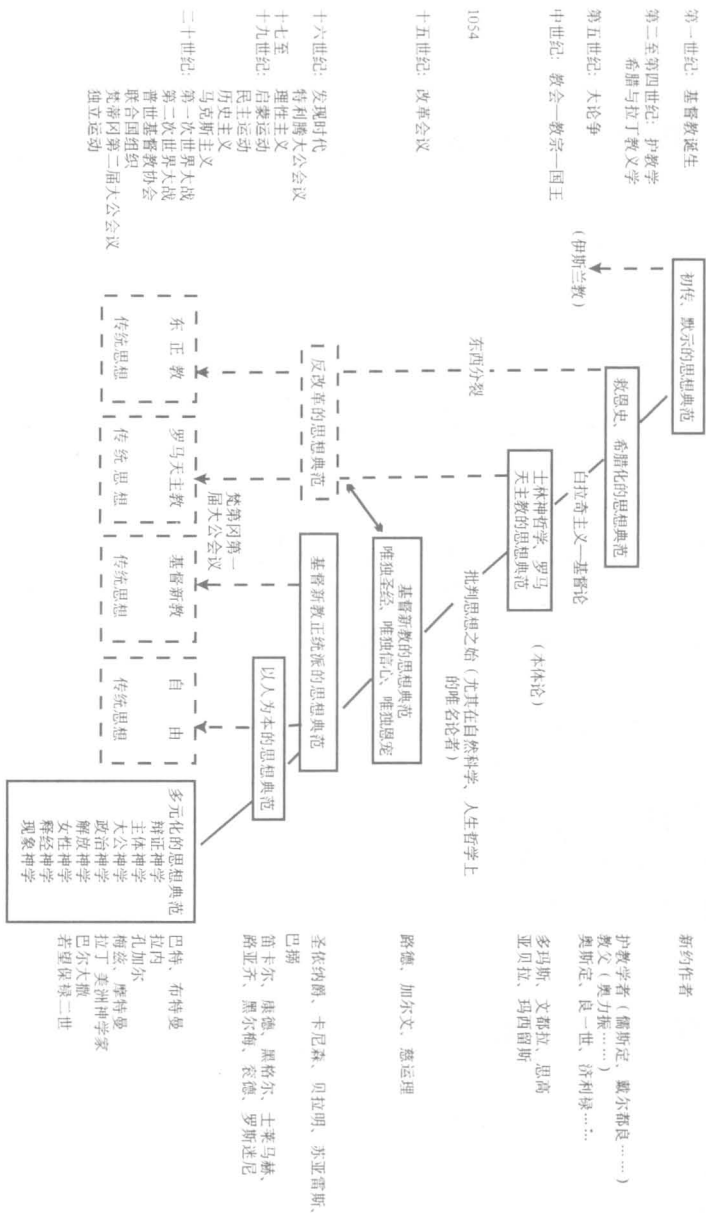 第一世纪：基督教诞生
第二至第四世纪：护教学
希腊与拉丁教义学
第五世纪：大论争
中世纪：教会—教宗—国王
1054
十五世纪：改革会议
十六世纪：发现时代
特利腾大公会议
十七至
十九世纪：
理性主义
启蒙运动
民主运动
历史主义
马克斯主义
二十世纪：第一次世界大战
第二次世界大战
普世基督教协会
联合国组织
梵蒂冈第二届大公会议
独立运动
初传、默示的思想典范
（伊斯兰教）
救恩史、希腊化的思想典范
白拉奇主义—基督论
东西分裂
士林神哲学、罗马
天主教的思想典范
（本体论）
批判思想之始（尤其在自然科学、人生哲学上
的唯名论者）
基督新教的思想典范
唯独圣经、唯独信心、唯独恩宠
反改革的思想典范
基督新教正统派的思想典范
梵第冈第一
届大公会议
以人为本的思想典范
东正教
传统思想
罗马天主教
传统思想
基督新教
传统思想
自由
传统思想
多元化的思想典范
辩证神学
主体神学
大公神学
政治神学
解放神学
女性神学
释经神学
现象神学
新约作者
护教学者（儒斯定、戴尔都良……）
教父（奥力振……）
奥斯定、良一世、济利禄……
多玛斯、文都拉、思高
亚贝拉、玛西留斯
路德、加尔文、慈运理
圣依纳爵、卡尼森、贝拉明、苏亚雷斯、
巴掦
笛卡尔、康德、黑格尔、士莱马赫、
路亚齐、黑尔梅、衮德、罗斯迷尼
巴特、布特曼
拉内
孔加尔
梅兹、摩特曼
拉丁 美洲神学家
巴尔大撒
若望保禄二世